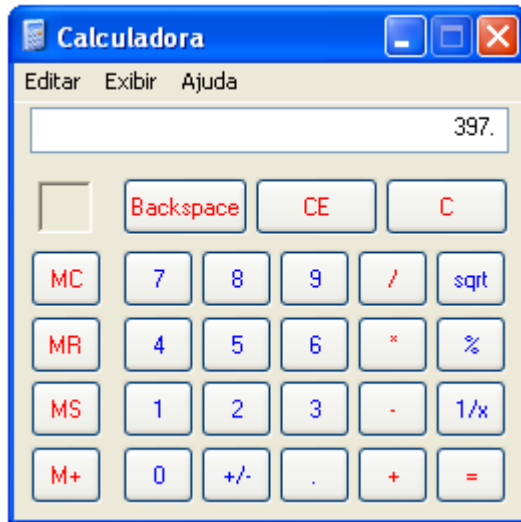 Calculadora
Editar Exibir Ajuda
397.
Backspace CE C
MC 7 8 9 / sqrt
MR 4 5 6 * %
MS 1 2 3 - 1/x
M+ 0 +/- . + =